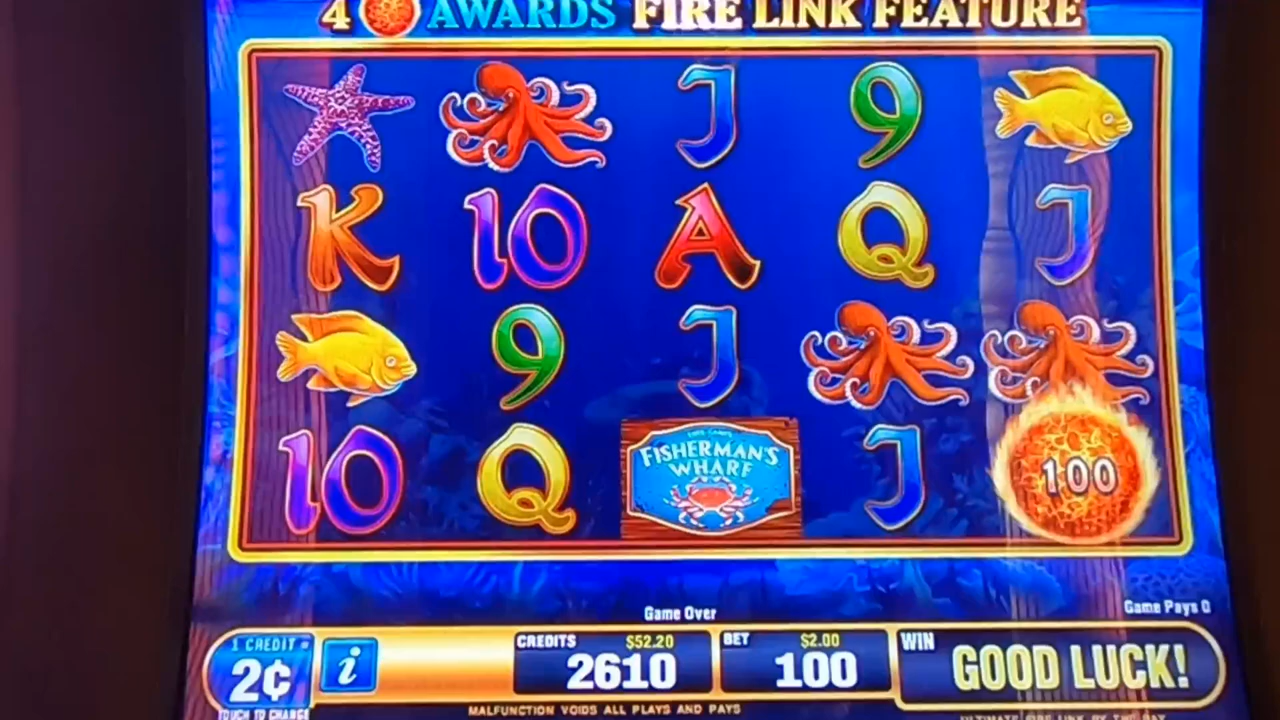 4 AWARDS FIRE LINK FEATURE
J 9
K 10 A Q J
9 J
FISHERMAN'S
WHARF
10 Q J 100
Game Over
Game Pays 0
1 CREDIT =
2¢
TOUCH TO CHANGE
i
CREDITS $52.20
2610
BET $2.00
100
WIN
GOOD LUCK!
MALFUNCTION VOIDS ALL PLAYS AND PAYS